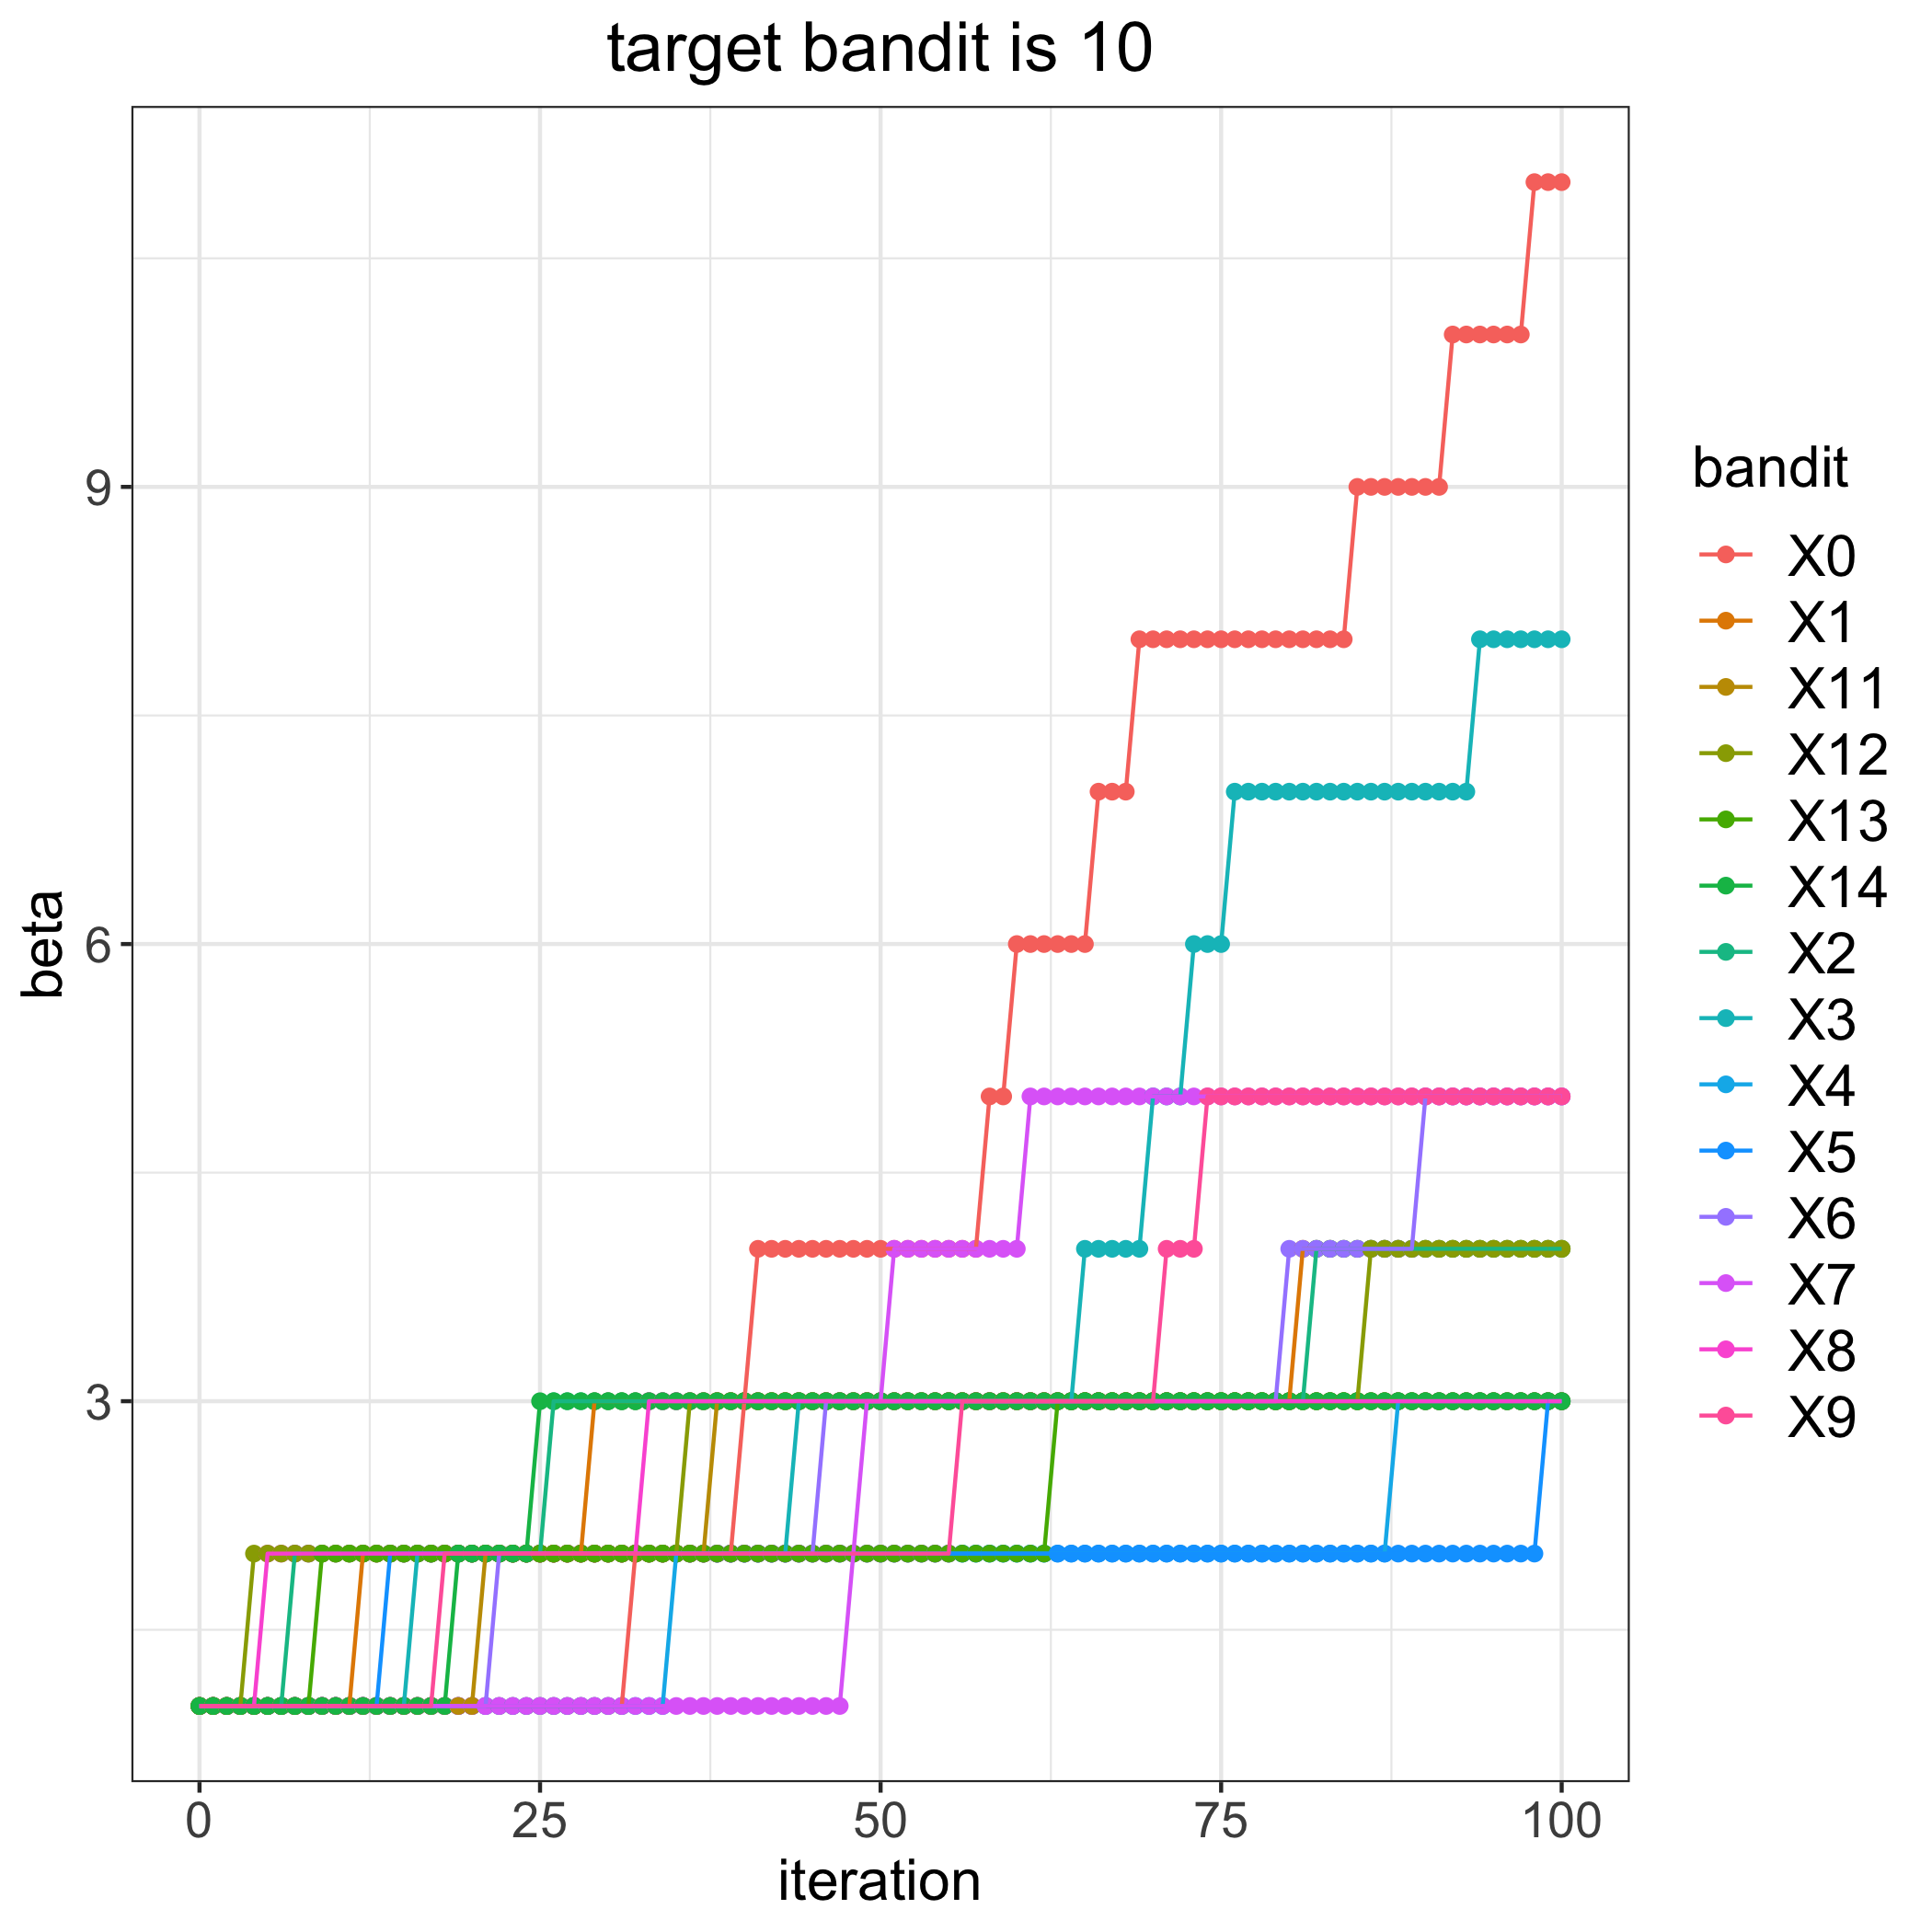 target bandit is 10
beta
9
6
3
0 25 50 75 100
iteration
bandit
X0
X1
X11
X12
X13
X14
X2
X3
X4
X5
X6
X7
X8
X9